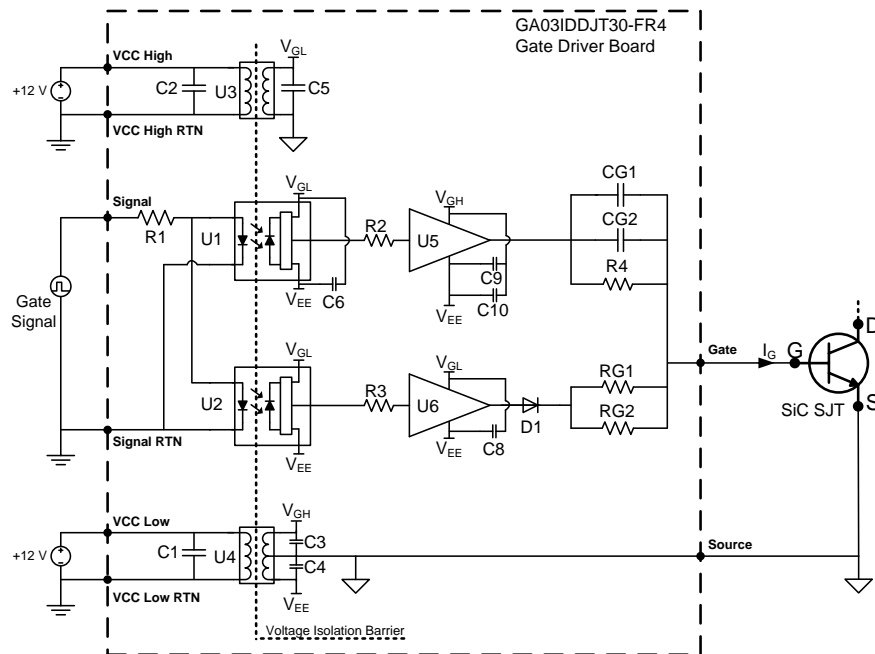 GA03IDDJT30-FR4
Gate Driver Board
VCC High
VGL
+12 V
C2
U3
C5
VCC High RTN
Signal
R1
U1
VGL
C6
VEE
R2
VGH
U5
C9
C10
VEE
CG1
CG2
R4
Gate
Signal
Gate
IG
G
D
S
SiC SJT
U2
VGL
VEE
R3
VGL
U6
VEE
C8
D1
RG1
RG2
Signal RTN
VCC Low
+12 V
C1
U4
VGH
C3
C4
VEE
Source
VCC Low RTN
Voltage Isolation Barrier